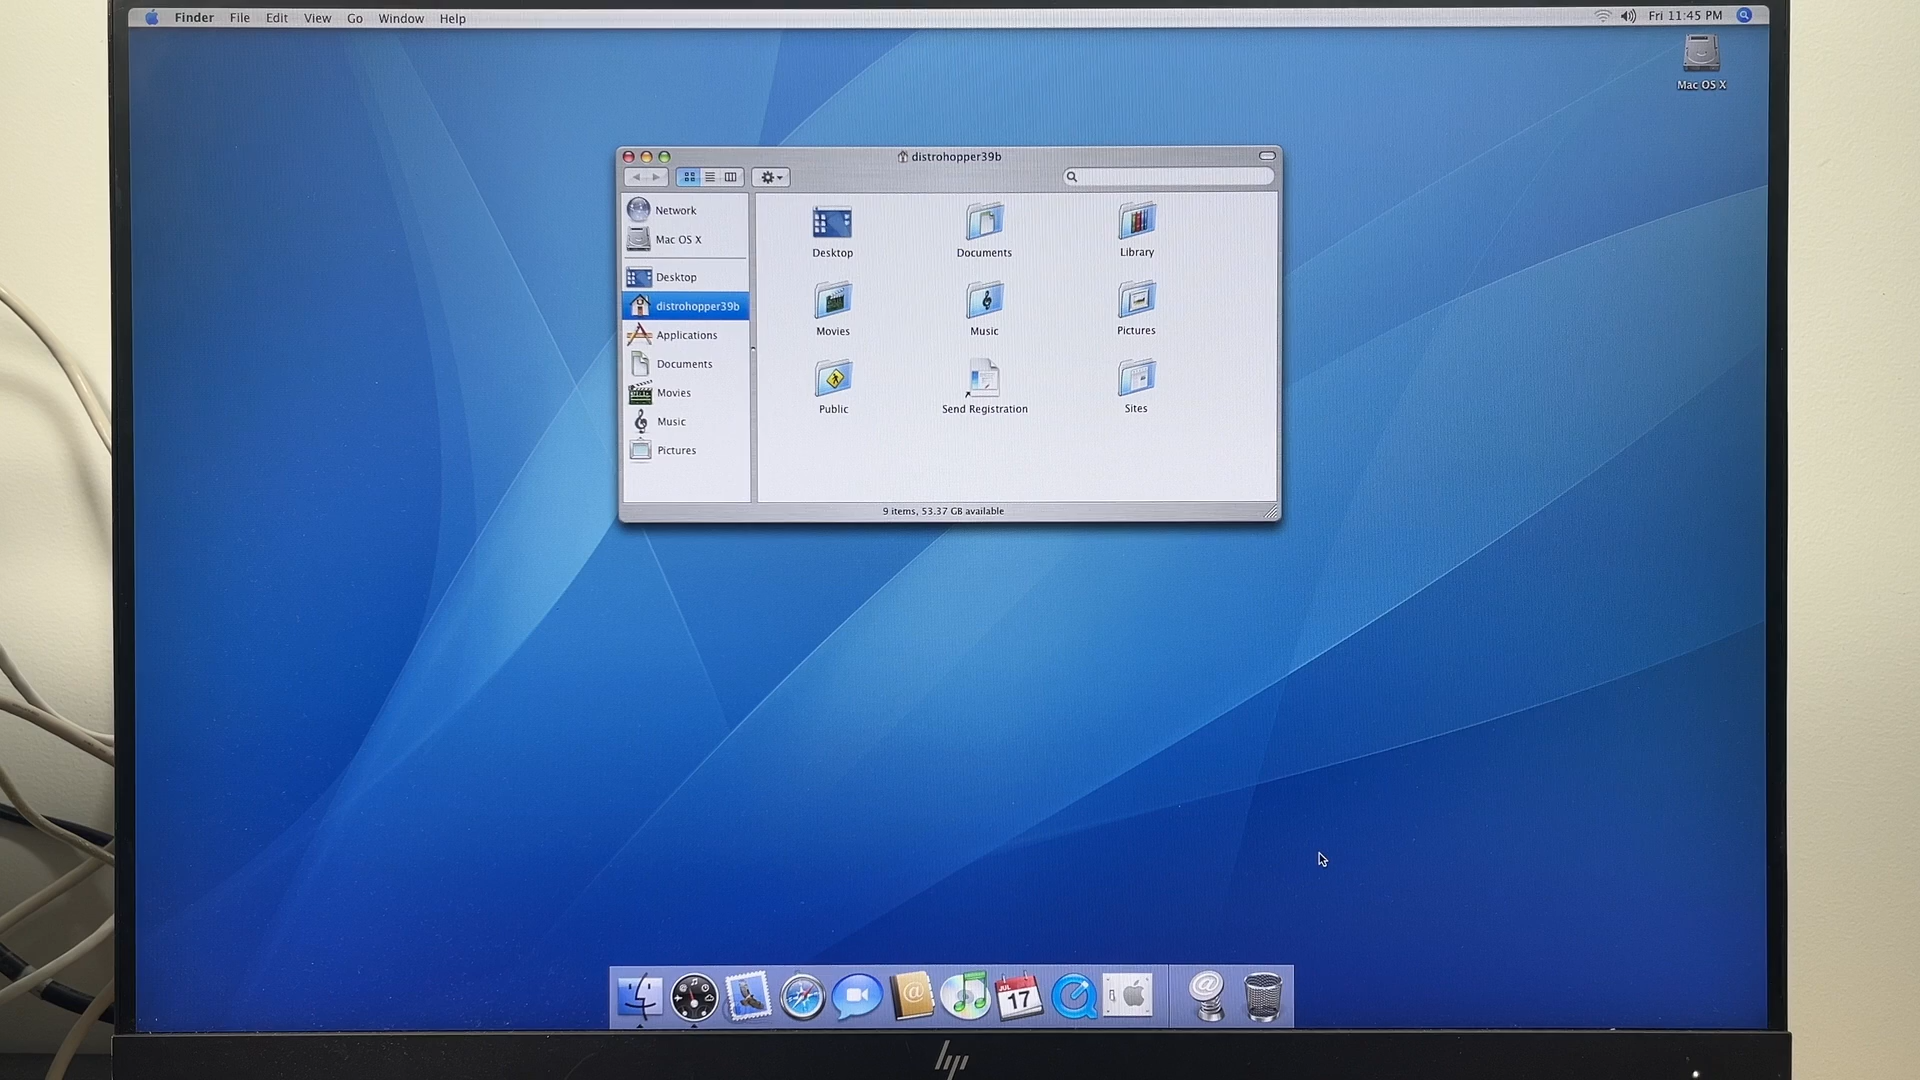 Finder File Edit View Go Window Help Fri 11:45 PM
Mac OS X
distrohopper39b
Network
Mac OS X
Desktop
distrohopper39b
Applications
Documents
Movies
Music
Pictures
Desktop Documents Library
Movies Music Pictures
Public Send Registration Sites
9 items, 53.37 GB available
JUL
17
hp